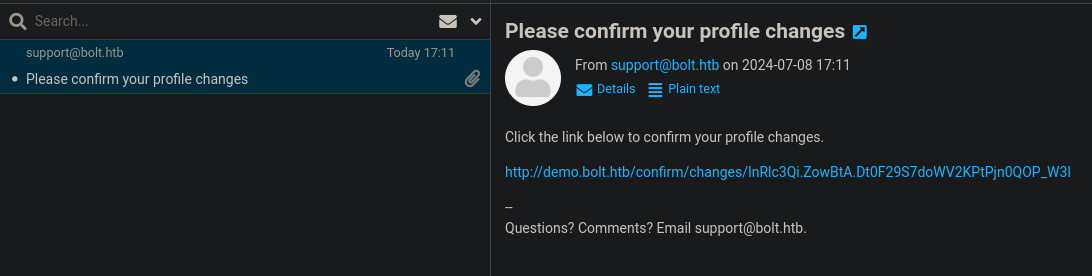 Search...
support@bolt.htb Today 17:11
Please confirm your profile changes
Please confirm your profile changes
From support@bolt.htb on 2024-07-08 17:11
Details Plain text
Click the link below to confirm your profile changes.
http://demo.bolt.htb/confirm/changes/InRlc3Qi.ZowBtA.Dt0F29S7doWV2KPtPjn0QOP_W3I
--
Questions? Comments? Email support@bolt.htb.